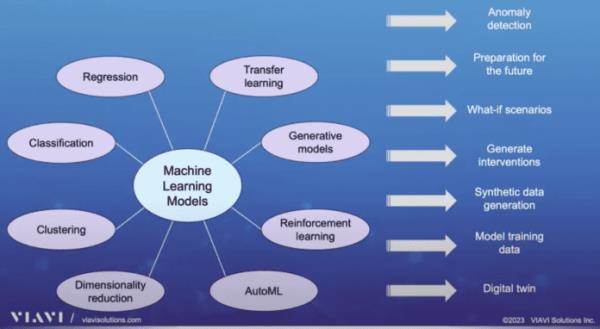 Regression
Transfer
learning
Classification
Generative
models
Machine
Learning
Models
Clustering
Reinforcement
learning
Dimensionality
reduction
AutoML
Anomaly
detection
Preparation for
the future
What-if scenarios
Generate
interventions
Synthetic data
generation
Model training
data
Digital twin
VIAVI / viavisolutions.com
©2023 VIAVI Solutions Inc.